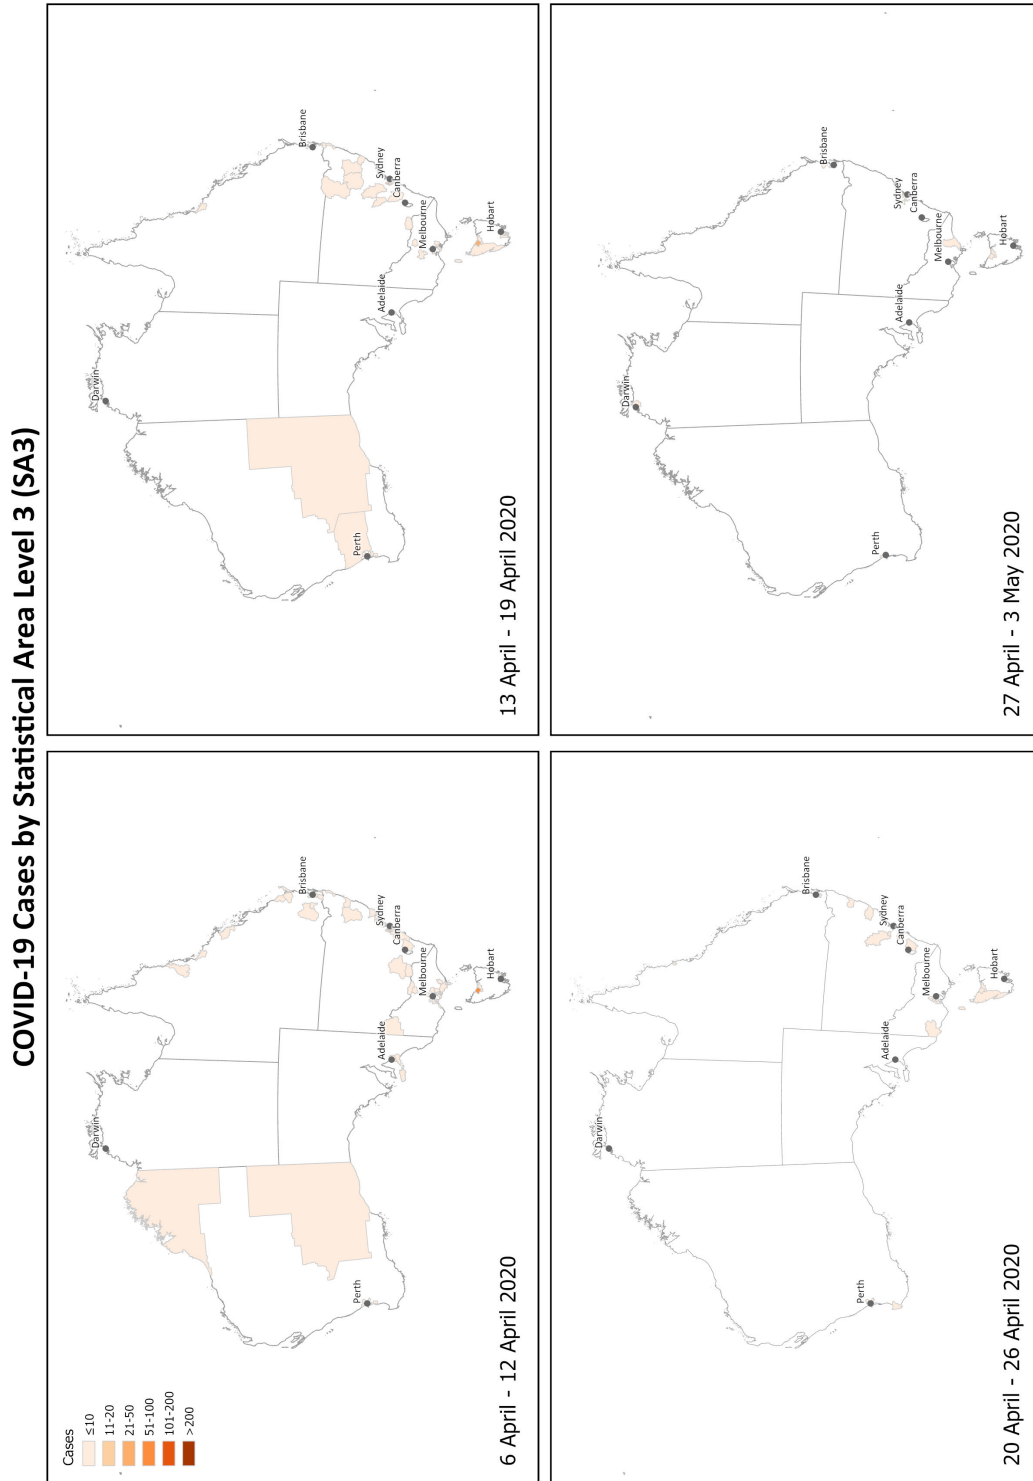 COVID-19 Cases by Statistical Area Level 3 (SA3)
Cases
≤10
11-20
21-50
51-100
101-200
>200
Darwin
Brisbane
Perth
Adelaide
Sydney
Canberra
Melbourne
Hobart
6 April - 12 April 2020
Darwin
Brisbane
Perth
Adelaide
Sydney
Canberra
Melbourne
Hobart
13 April - 19 April 2020
Darwin
Brisbane
Perth
Adelaide
Sydney
Canberra
Melbourne
Hobart
20 April - 26 April 2020
Darwin
Brisbane
Perth
Adelaide
Sydney
Canberra
Melbourne
Hobart
27 April - 3 May 2020